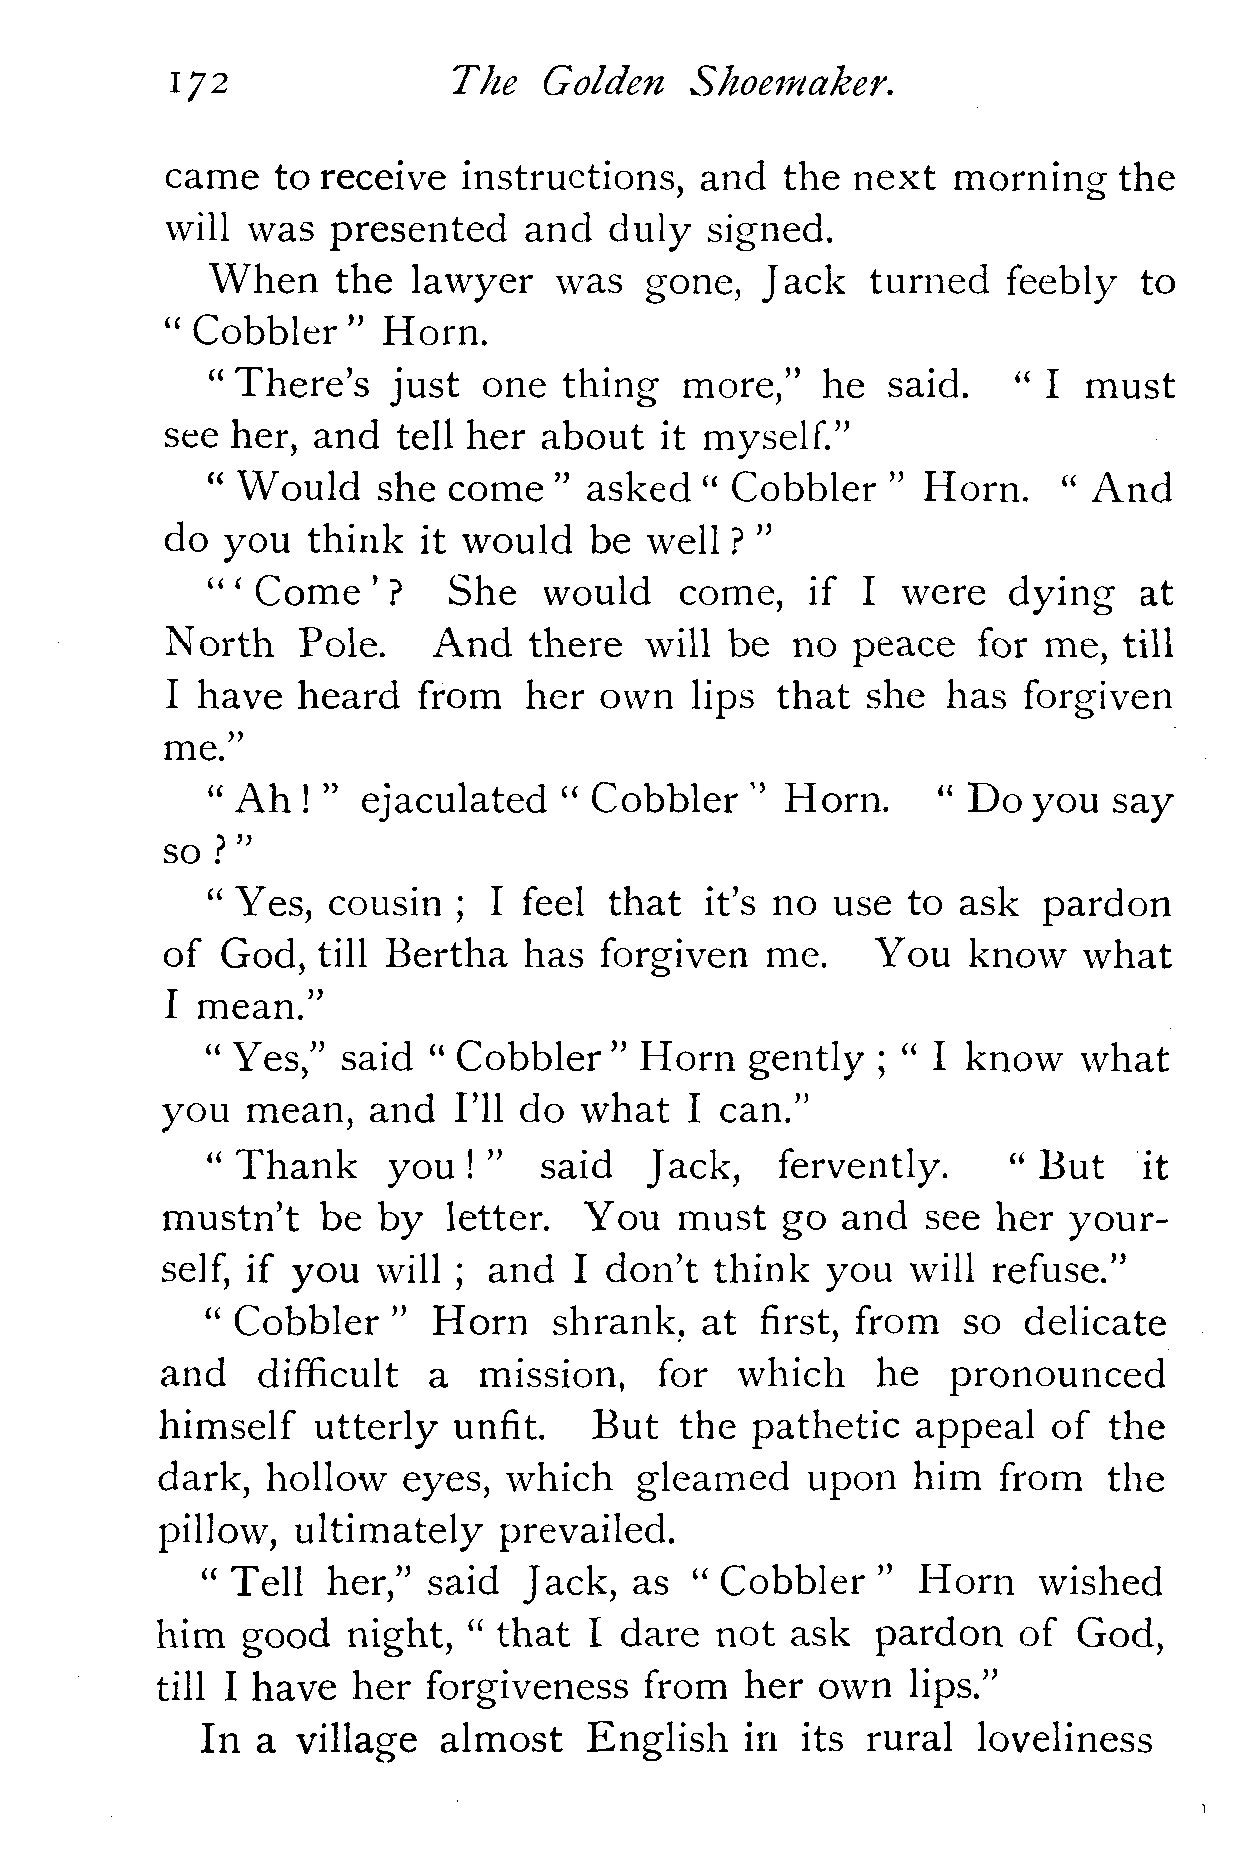 172 The Golden Shoemaker.
came to receive instructions, and the next morning the
will was presented and duly signed.
When the lawyer was gone, Jack turned feebly to
“ Cobbler ” Horn.
“ There's just one thing more,” he said. “ I must
see her, and tell her about it myself.”
“ Would she come ” asked “ Cobbler ” Horn. “ And
do you think it would be well ? ”
“ ‘ Come ’ ? She would come, if I were dying at
North Pole. And there will be no peace for me, till
I have heard from her own lips that she has forgiven
me.”
“ Ah ! ” ejaculated “ Cobbler ” Horn. “ Do you say
so ? ”
“ Yes, cousin ; I feel that it's no use to ask pardon
of God, till Bertha has forgiven me. You know what
I mean.”
“ Yes,” said “ Cobbler ” Horn gently ; “ I know what
you mean, and I'll do what I can.”
“ Thank you ! ” said Jack, fervently. “ But it
mustn't be by letter. You must go and see her your-
self, if you will ; and I don't think you will refuse.”
“ Cobbler ” Horn shrank, at first, from so delicate
and difficult a mission, for which he pronounced
himself utterly unfit. But the pathetic appeal of the
dark, hollow eyes, which gleamed upon him from the
pillow, ultimately prevailed.
“ Tell her,” said Jack, as “ Cobbler ” Horn wished
him good night, “ that I dare not ask pardon of God,
till I have her forgiveness from her own lips.”
In a village almost English in its rural loveliness